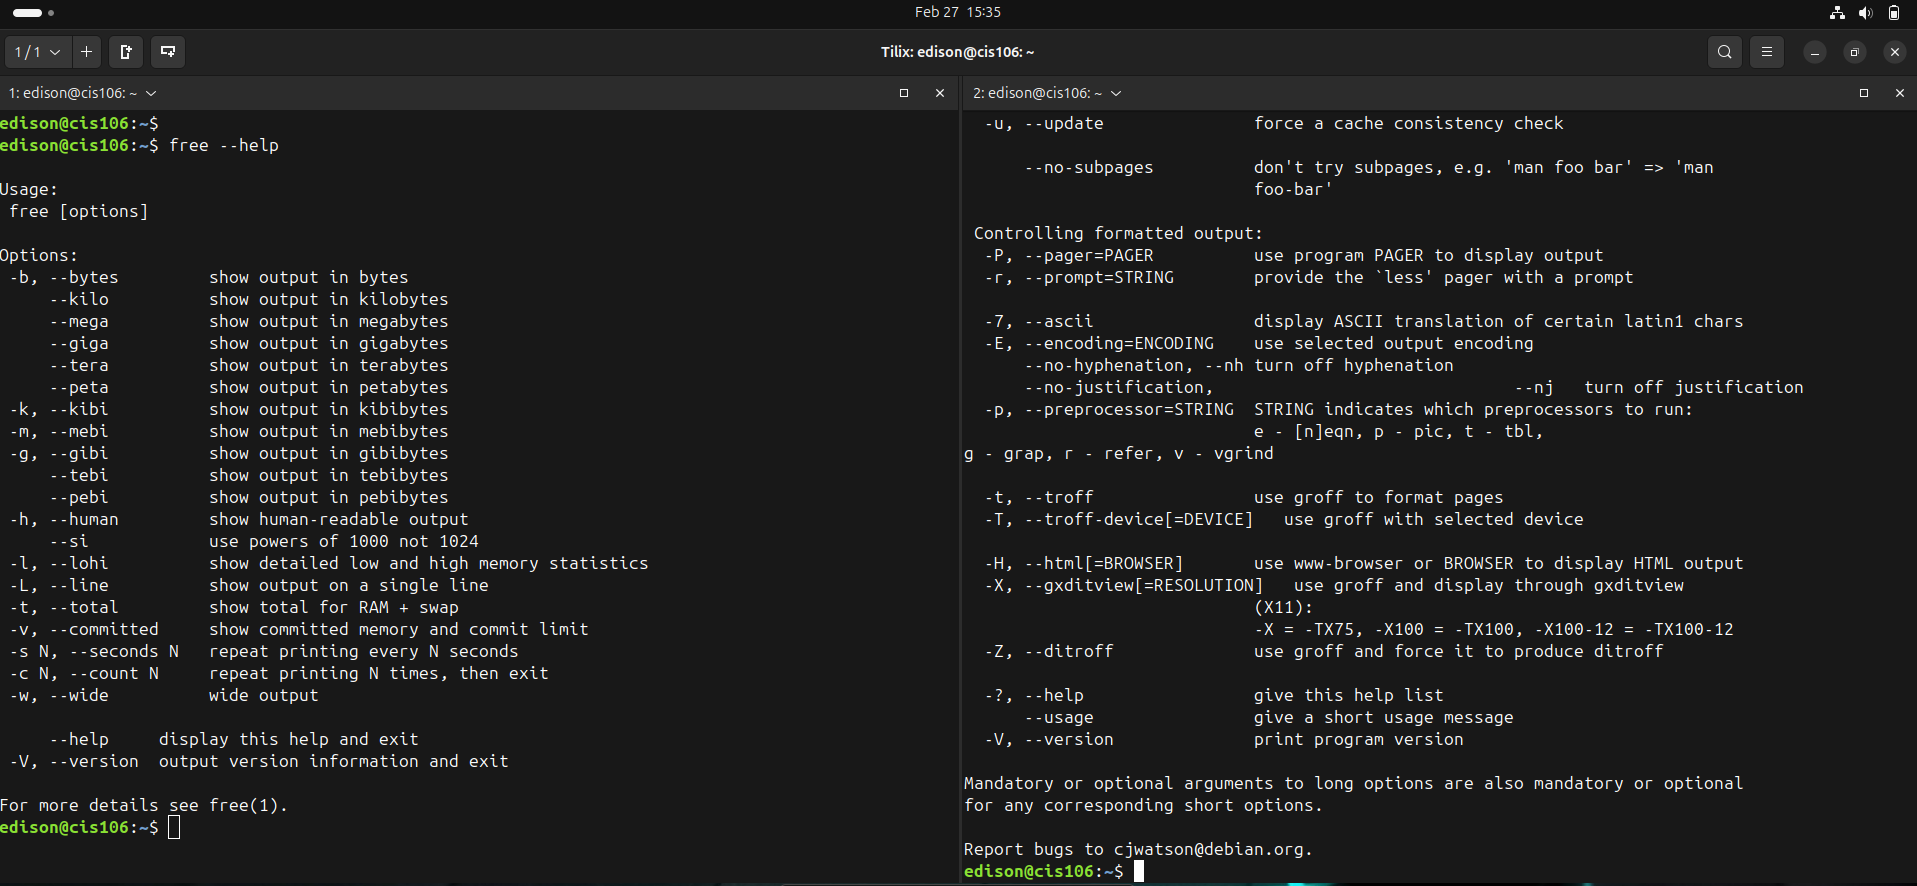 Feb 27 15:35
1 / 1
Tilix: edison@cis106: ~
1: edison@cis106: ~
edison@cis106:~$
edison@cis106:~$ free --help

Usage:
 free [options]

Options:
 -b, --bytes         show output in bytes
     --kilo          show output in kilobytes
     --mega          show output in megabytes
     --giga          show output in gigabytes
     --tera          show output in terabytes
     --peta          show output in petabytes
 -k, --kibi          show output in kibibytes
 -m, --mebi          show output in mebibytes
 -g, --gibi          show output in gibibytes
     --tebi          show output in tebibytes
     --pebi          show output in pebibytes
 -h, --human         show human-readable output
     --si            use powers of 1000 not 1024
 -l, --lohi          show detailed low and high memory statistics
 -L, --line          show output on a single line
 -t, --total         show total for RAM + swap
 -v, --committed     show committed memory and commit limit
 -s N, --seconds N   repeat printing every N seconds
 -c N, --count N     repeat printing N times, then exit
 -w, --wide          wide output

     --help     display this help and exit
 -V, --version  output version information and exit

For more details see free(1).
edison@cis106:~$
2: edison@cis106: ~
  -u, --update               force a cache consistency check

      --no-subpages          don't try subpages, e.g. 'man foo bar' => 'man
                             foo-bar'

 Controlling formatted output:
  -P, --pager=PAGER          use program PAGER to display output
  -r, --prompt=STRING        provide the `less' pager with a prompt

  -7, --ascii                display ASCII translation of certain latin1 chars
  -E, --encoding=ENCODING    use selected output encoding
      --no-hyphenation, --nh turn off hyphenation
      --no-justification,                              --nj   turn off justification
  -p, --preprocessor=STRING  STRING indicates which preprocessors to run:
                             e - [n]eqn, p - pic, t - tbl,
g - grap, r - refer, v - vgrind

  -t, --troff                use groff to format pages
  -T, --troff-device[=DEVICE]   use groff with selected device

  -H, --html[=BROWSER]       use www-browser or BROWSER to display HTML output
  -X, --gxditview[=RESOLUTION]   use groff and display through gxditview
                             (X11):
                             -X = -TX75, -X100 = -TX100, -X100-12 = -TX100-12
  -Z, --ditroff              use groff and force it to produce ditroff

  -?, --help                 give this help list
      --usage                give a short usage message
  -V, --version              print program version

Mandatory or optional arguments to long options are also mandatory or optional
for any corresponding short options.

Report bugs to cjwatson@debian.org.
edison@cis106:~$